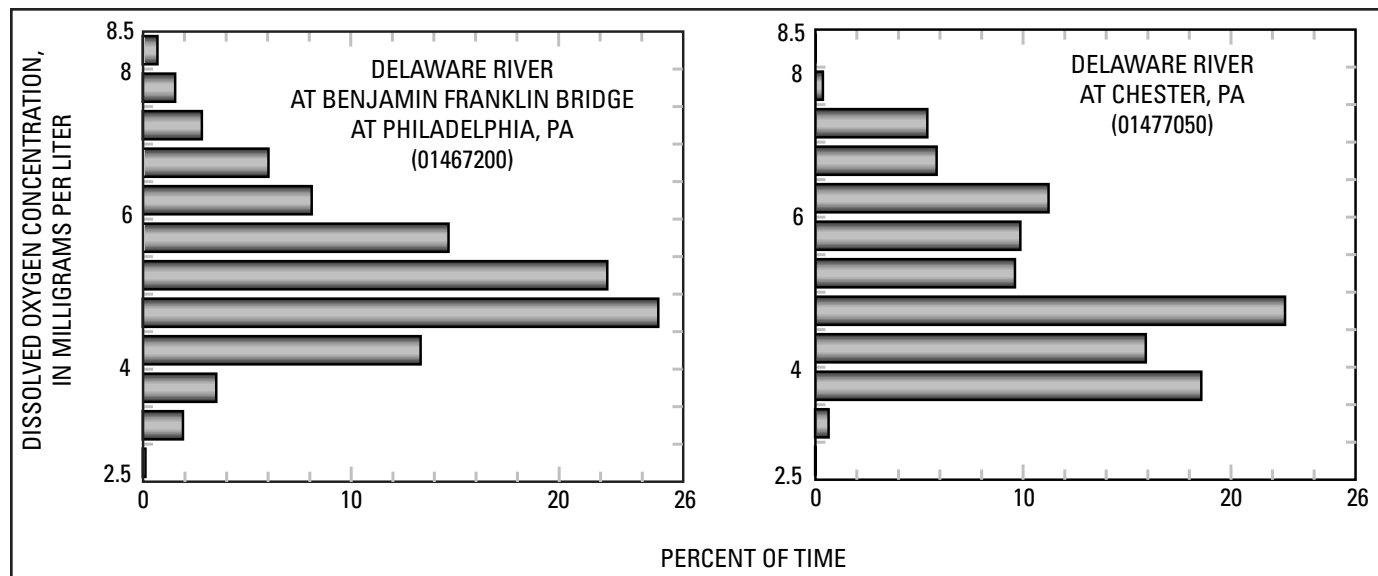 DISSOLVED OXYGEN CONCENTRATION,
IN MILLIGRAMS PER LITER
8.5
8
6
4
2.5
DELAWARE RIVER
AT BENJAMIN FRANKLIN BRIDGE
AT PHILADELPHIA, PA
(01467200)
0
10
20
26
8.5
8
6
4
2.5
DELAWARE RIVER
AT CHESTER, PA
(01477050)
0
10
20
26
PERCENT OF TIME